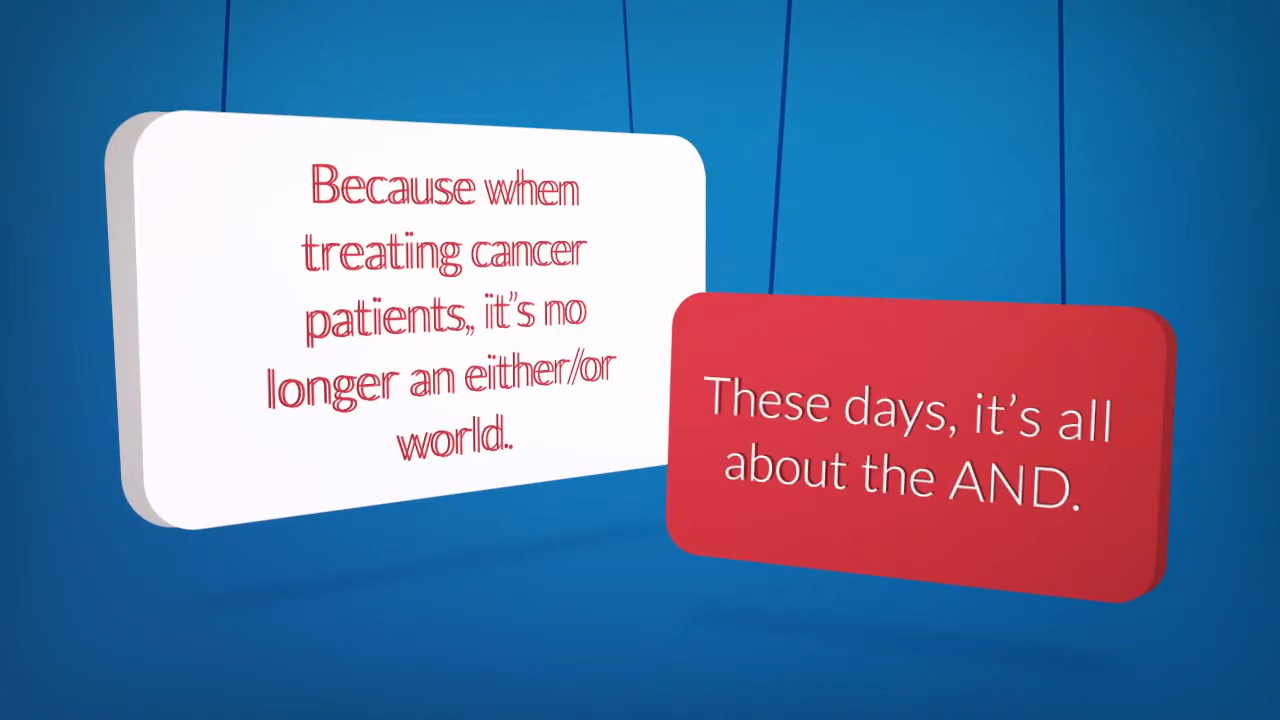 Because when
treating cancer
patients, it's no
longer an either/or
world.
These days, it's all
about the AND.